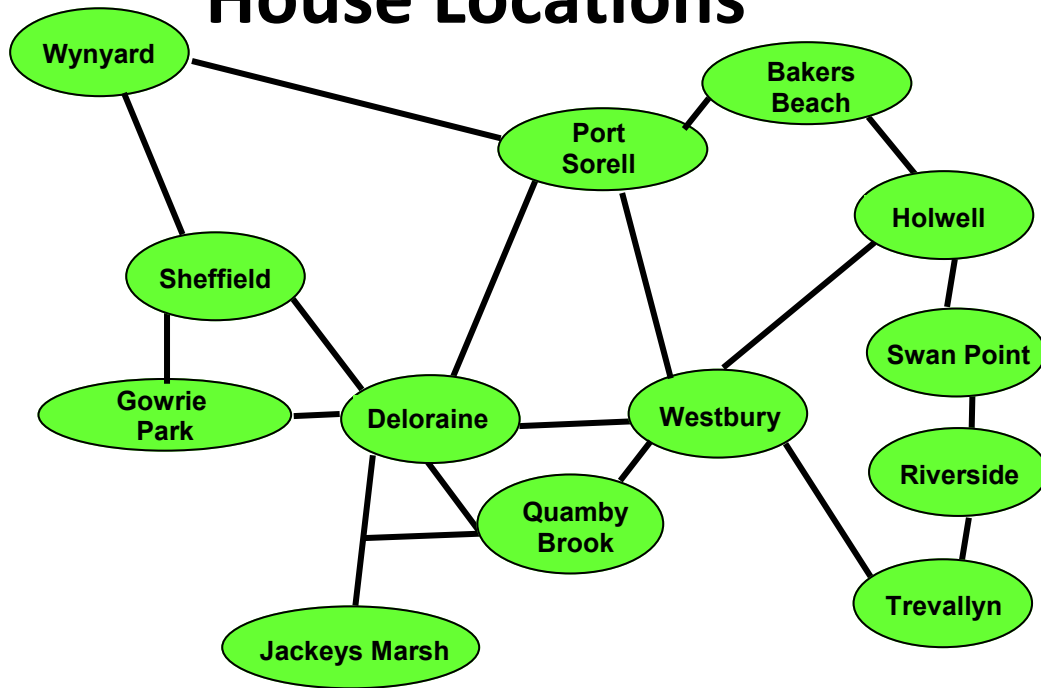 House Locations
Wynyard
Bakers
Beach
Port
Sorell
Holwell
Sheffield
Swan Point
Gowrie
Park
Deloraine
Westbury
Riverside
Quamby
Brook
Trevallyn
Jackeys Marsh